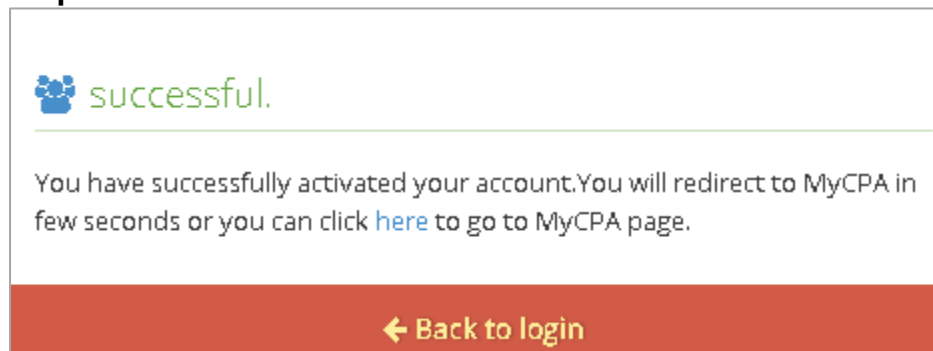 successful.
You have successfully activated your account.You will redirect to MyCPA in
few seconds or you can click here to go to MyCPA page.
Back to login